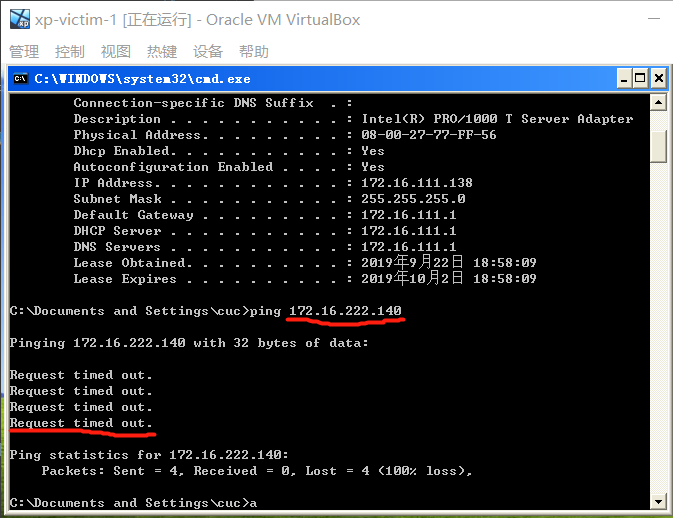 xp-victim-1 [正在运行] - Oracle VM VirtualBox
管理 控制 视图 热键 设备 帮助
C:\WINDOWS\system32\cmd.exe
Connection-specific DNS Suffix  . :
Description . . . . . . . . . . . : Intel(R) PRO/1000 T Server Adapter
Physical Address. . . . . . . . . : 08-00-27-77-FF-56
Dhcp Enabled. . . . . . . . . . . : Yes
Autoconfiguration Enabled . . . . : Yes
IP Address. . . . . . . . . . . . : 172.16.111.138
Subnet Mask . . . . . . . . . . . : 255.255.255.0
Default Gateway . . . . . . . . . : 172.16.111.1
DHCP Server . . . . . . . . . . . : 172.16.111.1
DNS Servers . . . . . . . . . . . : 172.16.111.1
Lease Obtained. . . . . . . . . . : 2019年9月22日 18:58:09
Lease Expires . . . . . . . . . . : 2019年10月2日 18:58:09
C:\Documents and Settings\cuc>ping 172.16.222.140
Pinging 172.16.222.140 with 32 bytes of data:
Request timed out.
Request timed out.
Request timed out.
Request timed out.
Ping statistics for 172.16.222.140:
Packets: Sent = 4, Received = 0, Lost = 4 (100% loss),
C:\Documents and Settings\cuc>a